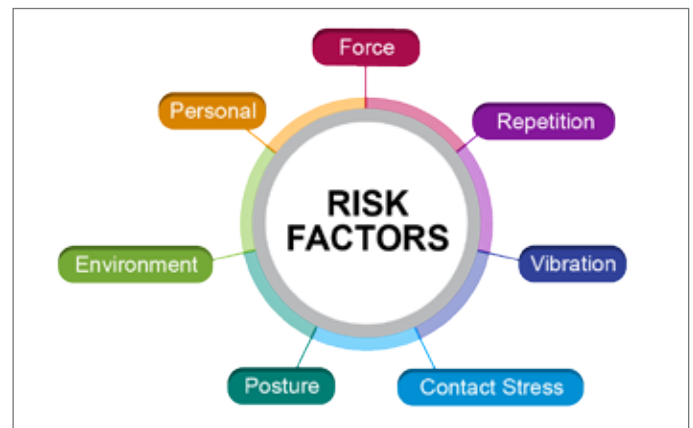 Force
Personal
Repetition
RISK
FACTORS
Environment
Vibration
Posture
Contact Stress